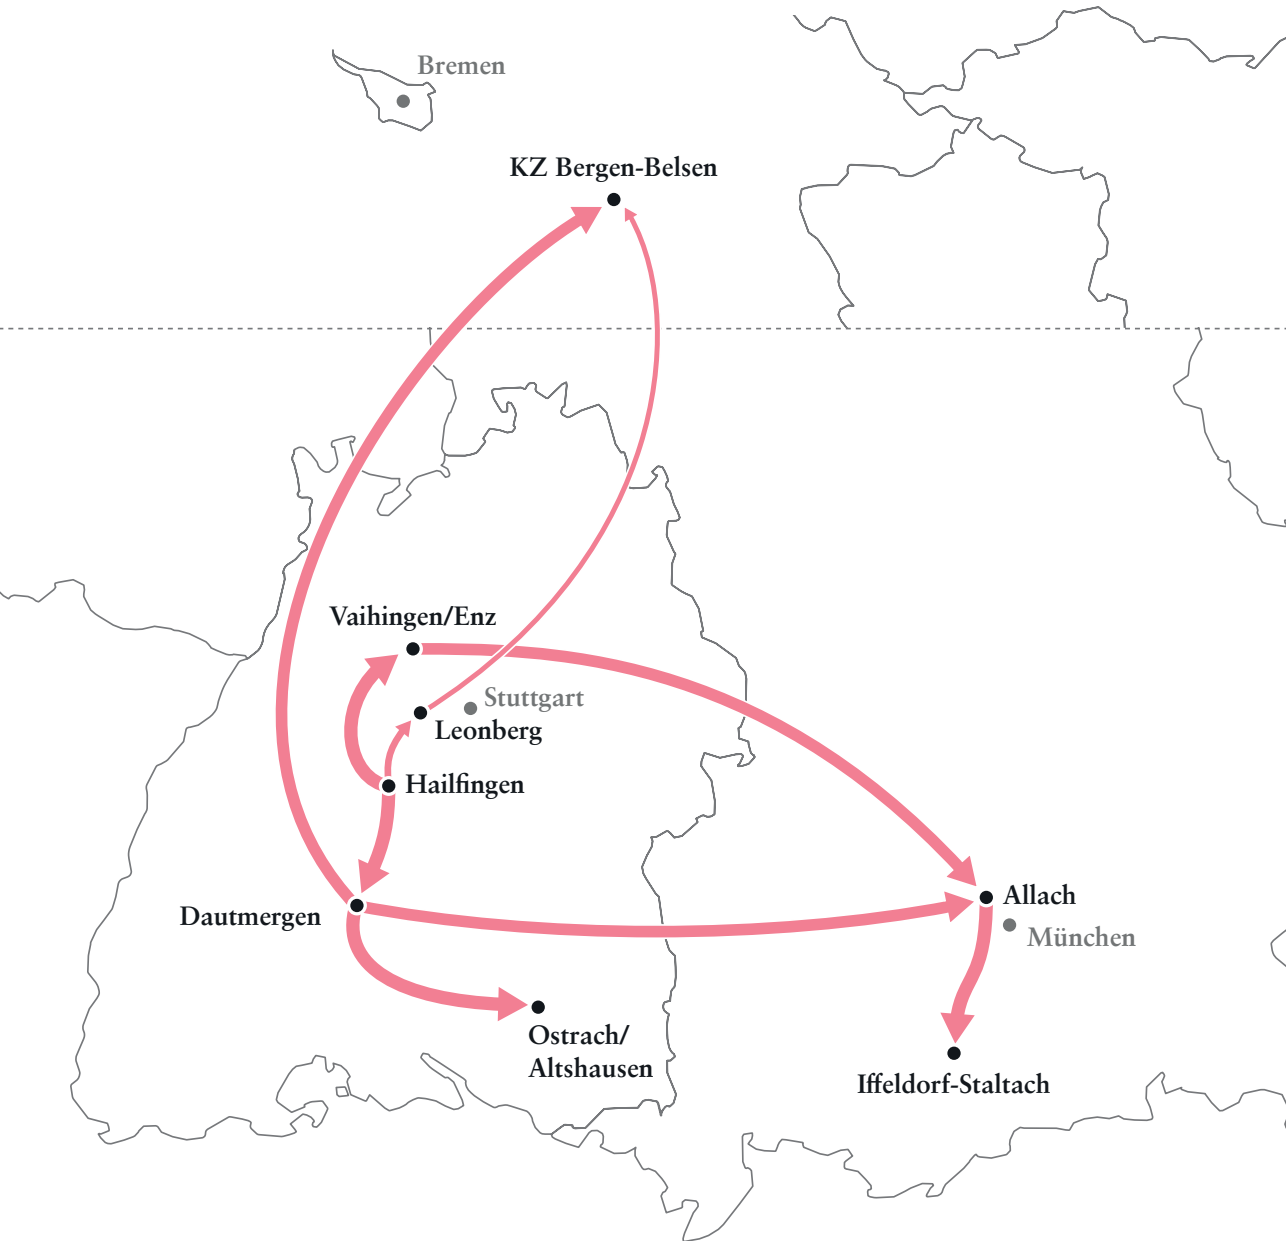 Bremen
KZ Bergen-Belsen
Vaihingen/Enz
Stuttgart
Leonberg
Hailfingen
Allach
Dautmergen
München
Ostrach/
Altshausen
Iffeldorf-Staltach